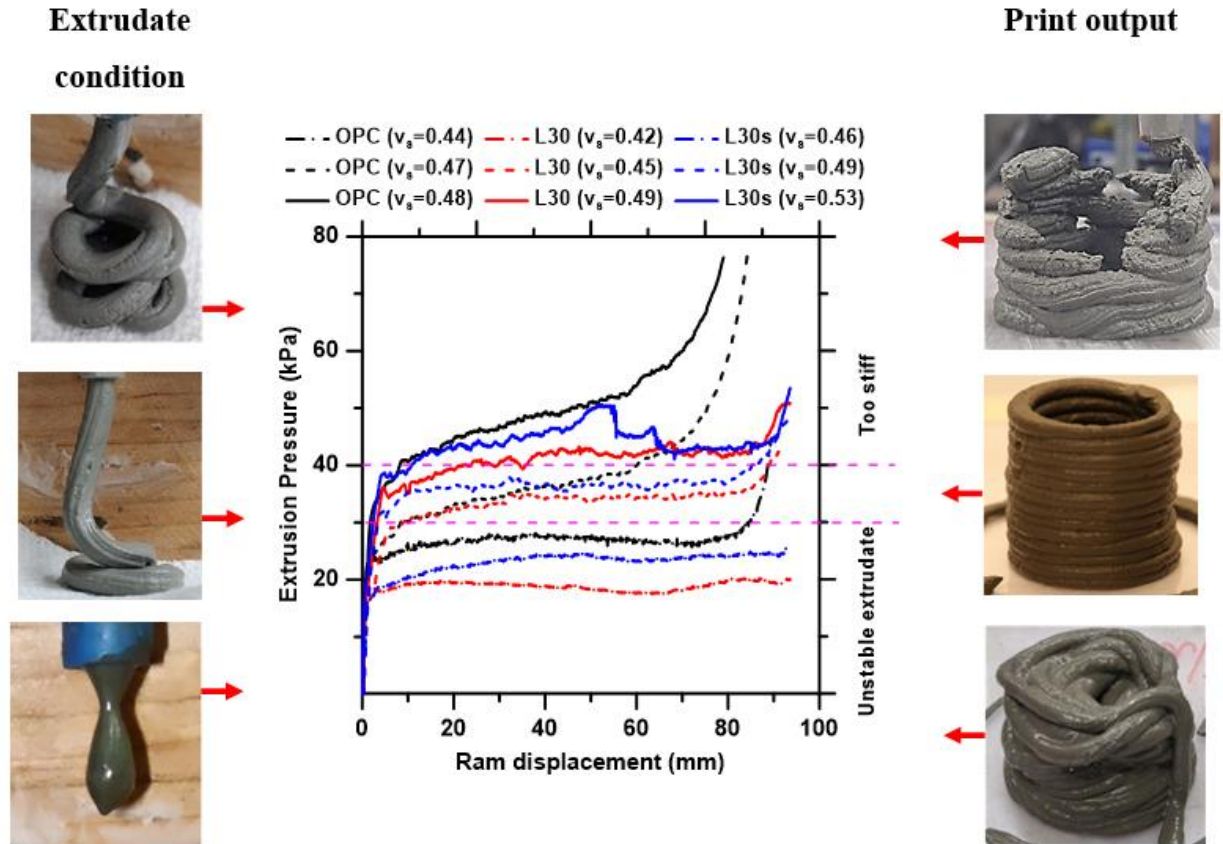 Extrudate
condition
Print output
OPC (vₛ=0.44) L30 (vₛ=0.42) L30s (vₛ=0.46)
OPC (vₛ=0.47) L30 (vₛ=0.45) L30s (vₛ=0.49)
OPC (vₛ=0.48) L30 (vₛ=0.49) L30s (vₛ=0.53)
80
60
40
20
0
20
40
60
80
100
Extrusion Pressure (kPa)
Ram displacement (mm)
Too stiff
Unstable extrudate